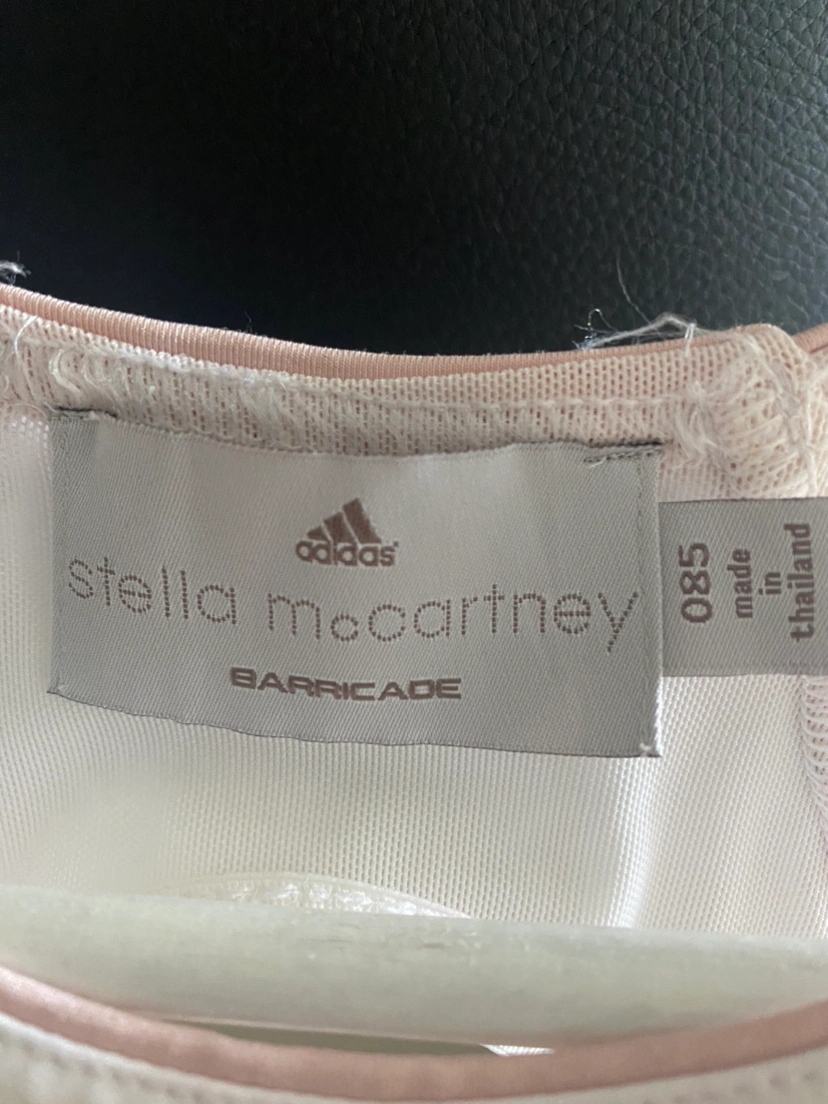 adidas
stella mccartney
BARRICADE
085
made
in
thailand